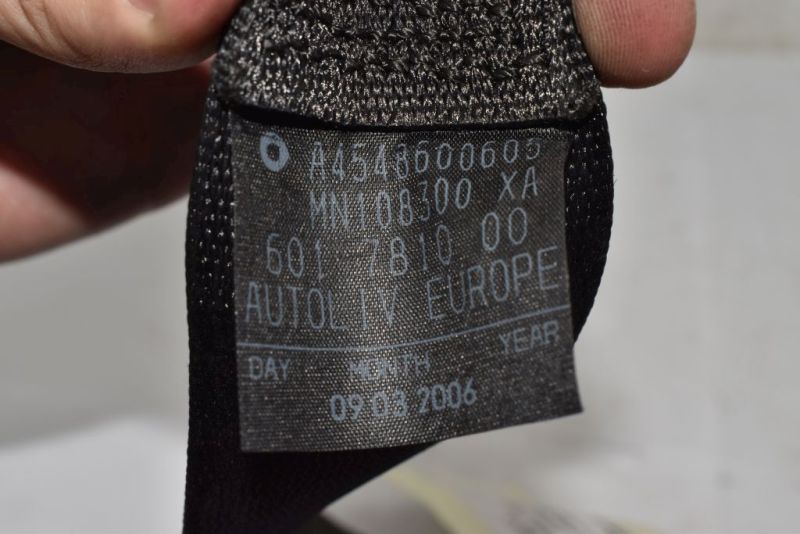 A4548600605
MN108300 XA
601 7810 00
AUTOLIV EUROPE
DAY MONTH YEAR
09 03 2006